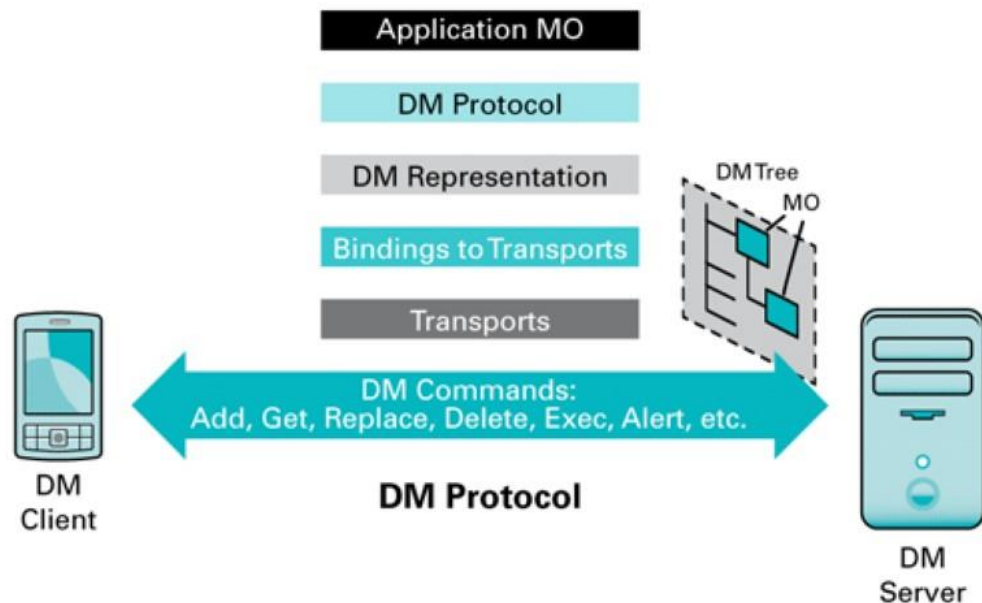 Application MO
DM Protocol
DM Representation
DM Tree
MO
Bindings to Transports
Transports
DM Commands:
Add, Get, Replace, Delete, Exec, Alert, etc.
DM
Client
DM Protocol
DM
Server